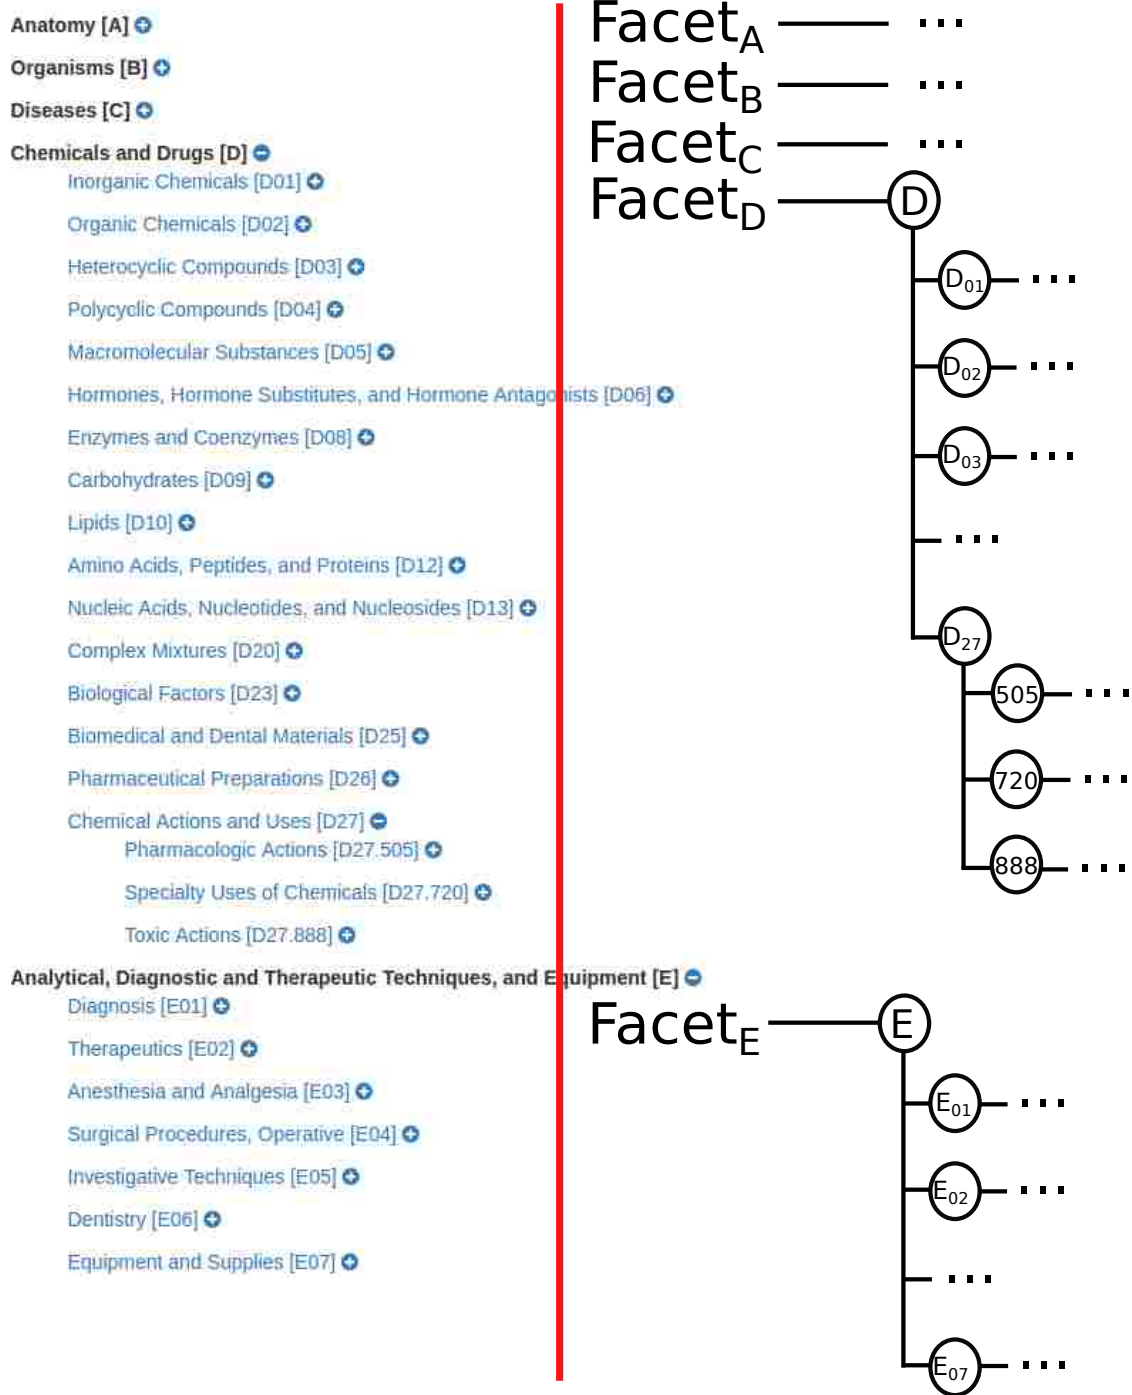 Anatomy [A]
Organisms [B]
Diseases [C]
Chemicals and Drugs [D]
Inorganic Chemicals [D01]
Organic Chemicals [D02]
Heterocyclic Compounds [D03]
Polycyclic Compounds [D04]
Macromolecular Substances [D05]
Hormones, Hormone Substitutes, and Hormone Antagonists [D06]
Enzymes and Coenzymes [D08]
Carbohydrates [D09]
Lipids [D10]
Amino Acids, Peptides, and Proteins [D12]
Nucleic Acids, Nucleotides, and Nucleosides [D13]
Complex Mixtures [D20]
Biological Factors [D23]
Biomedical and Dental Materials [D25]
Pharmaceutical Preparations [D26]
Chemical Actions and Uses [D27]
Pharmacologic Actions [D27.505]
Specialty Uses of Chemicals [D27.720]
Toxic Actions [D27.888]
Analytical, Diagnostic and Therapeutic Techniques, and Equipment [E]
Diagnosis [E01]
Therapeutics [E02]
Anesthesia and Analgesia [E03]
Surgical Procedures, Operative [E04]
Investigative Techniques [E05]
Dentistry [E06]
Equipment and Supplies [E07]
FacetA ...
FacetB ...
FacetC ...
FacetD D
D01 ...
D02 ...
D03 ...
...
D27
505 ...
720 ...
888 ...
FacetE E
E01 ...
E02 ...
...
E07 ...